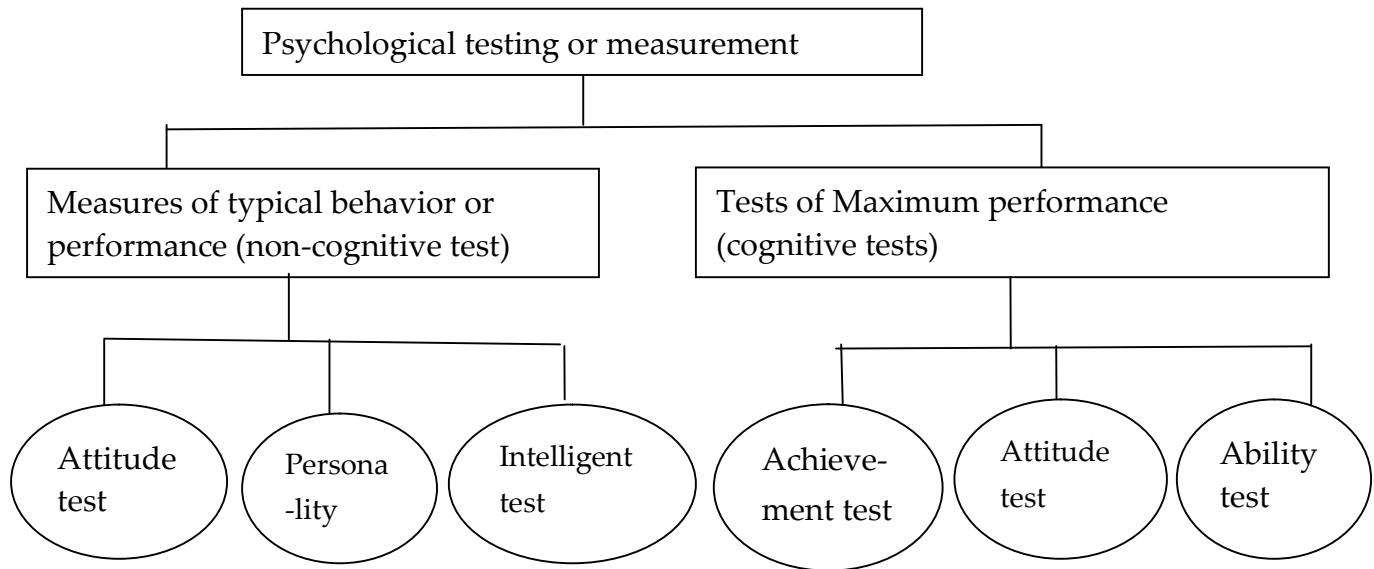 Psychological testing or measurement
Measures of typical behavior or
performance (non-cognitive test)
Tests of Maximum performance
(cognitive tests)
Attitude
test
Persona
-lity
Intelligent
test
Achieve-
ment test
Attitude
test
Ability
test